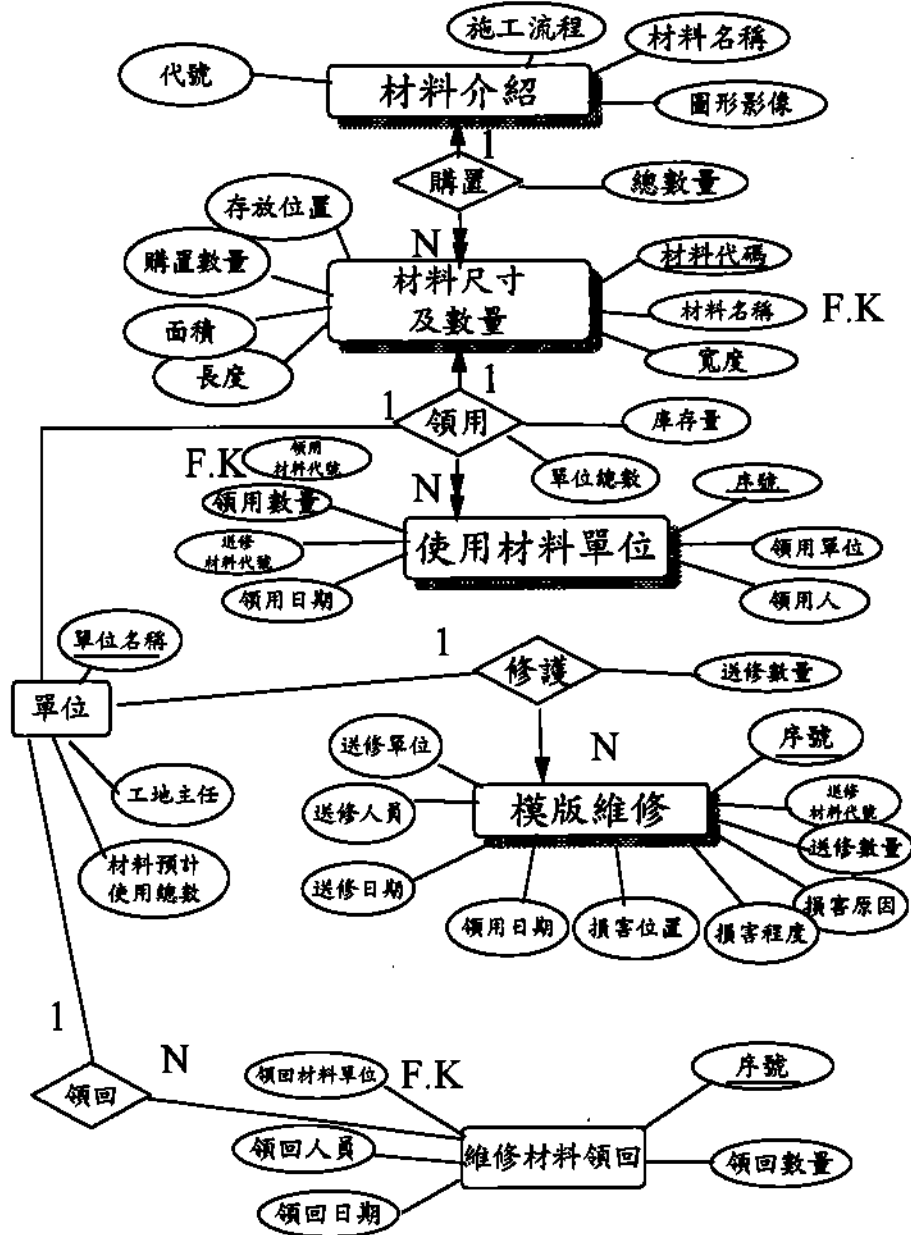 施工流程
材料名稱
代號
材料介紹
圖形影像
1
購置
總數量
存放位置
N
購置數量
材料尺寸
及數量
材料代碼
材料名稱
F.K
面積
寬度
長度
1
1
領用
庫存量
F.K
領用
材料代號
單位總數
N
序號
領用數量
使用材料單位
送修
材料代號
領用單位
領用日期
領用人
單位名稱
1
修護
送修數量
單位
送修單位
N
序號
工地主任
送修人員
模版維修
送修
材料代號
送修數量
材料預計
使用總數
送修日期
損害原因
領用日期
損害位置
損害程度
1
N
領回材料單位
F.K
序號
領回
領回人員
維修材料領回
領回數量
領回日期